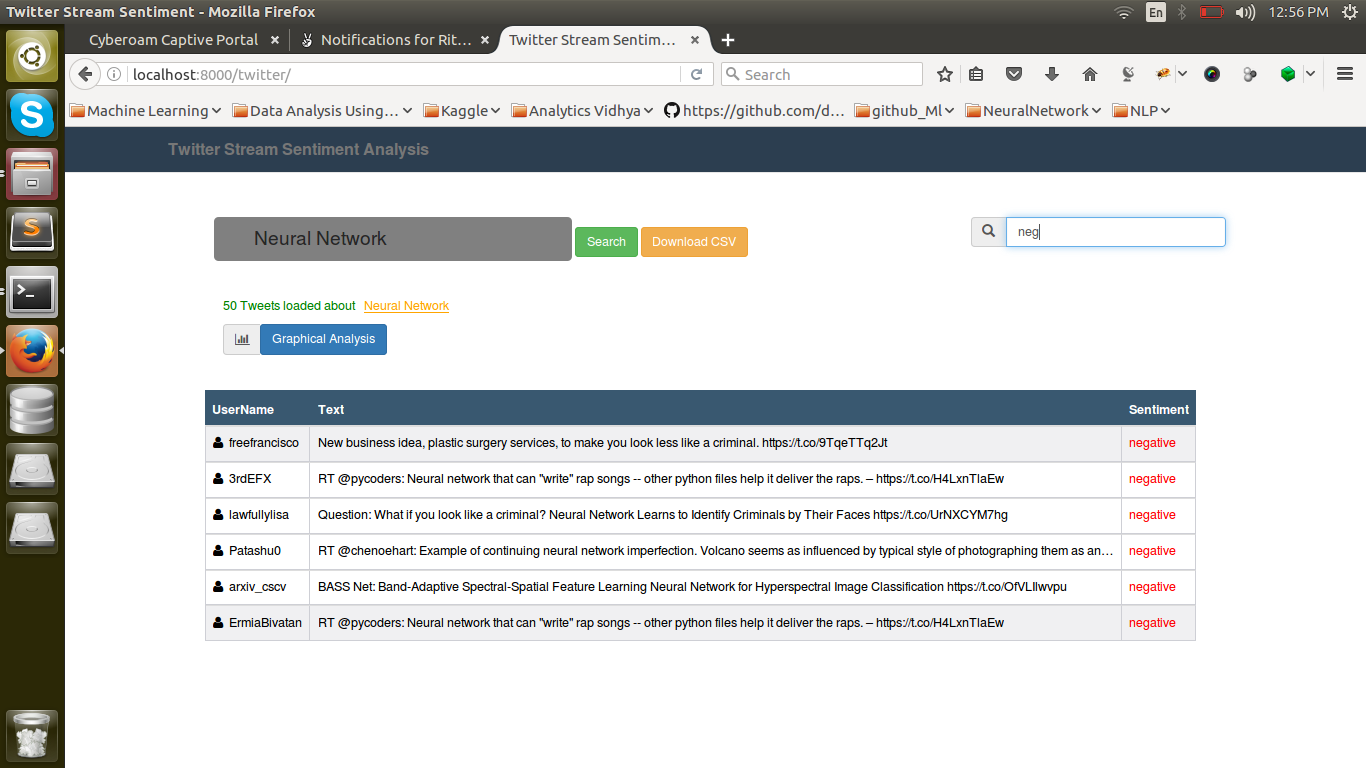 Twitter Stream Sentiment - Mozilla Firefox
En
12:56 PM
Cyberoam Captive Portal × Notifications for Rit... × Twitter Stream Sentim... ×
localhost:8000/twitter/ Search
Machine Learning Data Analysis Using... Kaggle Analytics Vidhya https://github.com/d... github_Ml NeuralNetwork NLP
Twitter Stream Sentiment Analysis
Neural Network Search Download CSV neg
50 Tweets loaded about Neural Network
Graphical Analysis
UserName Text Sentiment
freefrancisco New business idea, plastic surgery services, to make you look less like a criminal. https://t.co/9TqeTTq2Jt negative
3rdEFX RT @pycoders: Neural network that can "write" rap songs -- other python files help it deliver the raps. – https://t.co/H4LxnTlaEw negative
lawfullylisa Question: What if you look like a criminal? Neural Network Learns to Identify Criminals by Their Faces https://t.co/UrNXCYM7hg negative
Patashu0 RT @chenoehart: Example of continuing neural network imperfection. Volcano seems as influenced by typical style of photographing them as an… negative
arxiv_cscv BASS Net: Band-Adaptive Spectral-Spatial Feature Learning Neural Network for Hyperspectral Image Classification https://t.co/OfVLIlwvpu negative
ErmiaBivatan RT @pycoders: Neural network that can "write" rap songs -- other python files help it deliver the raps. – https://t.co/H4LxnTlaEw negative